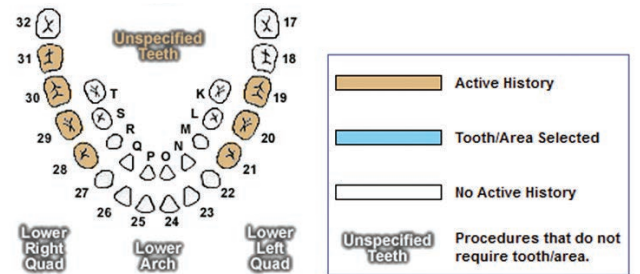 32 17
Unspecified
Teeth
31 18
30 T K 19
S L
29 R M 20
Q P O N
28 21
27 22
26 25 24 23
Lower
Right
Quad
Lower
Arch
Lower
Left
Quad
Active History
Tooth/Area Selected
No Active History
Unspecified
Teeth
Procedures that do not
require tooth/area.